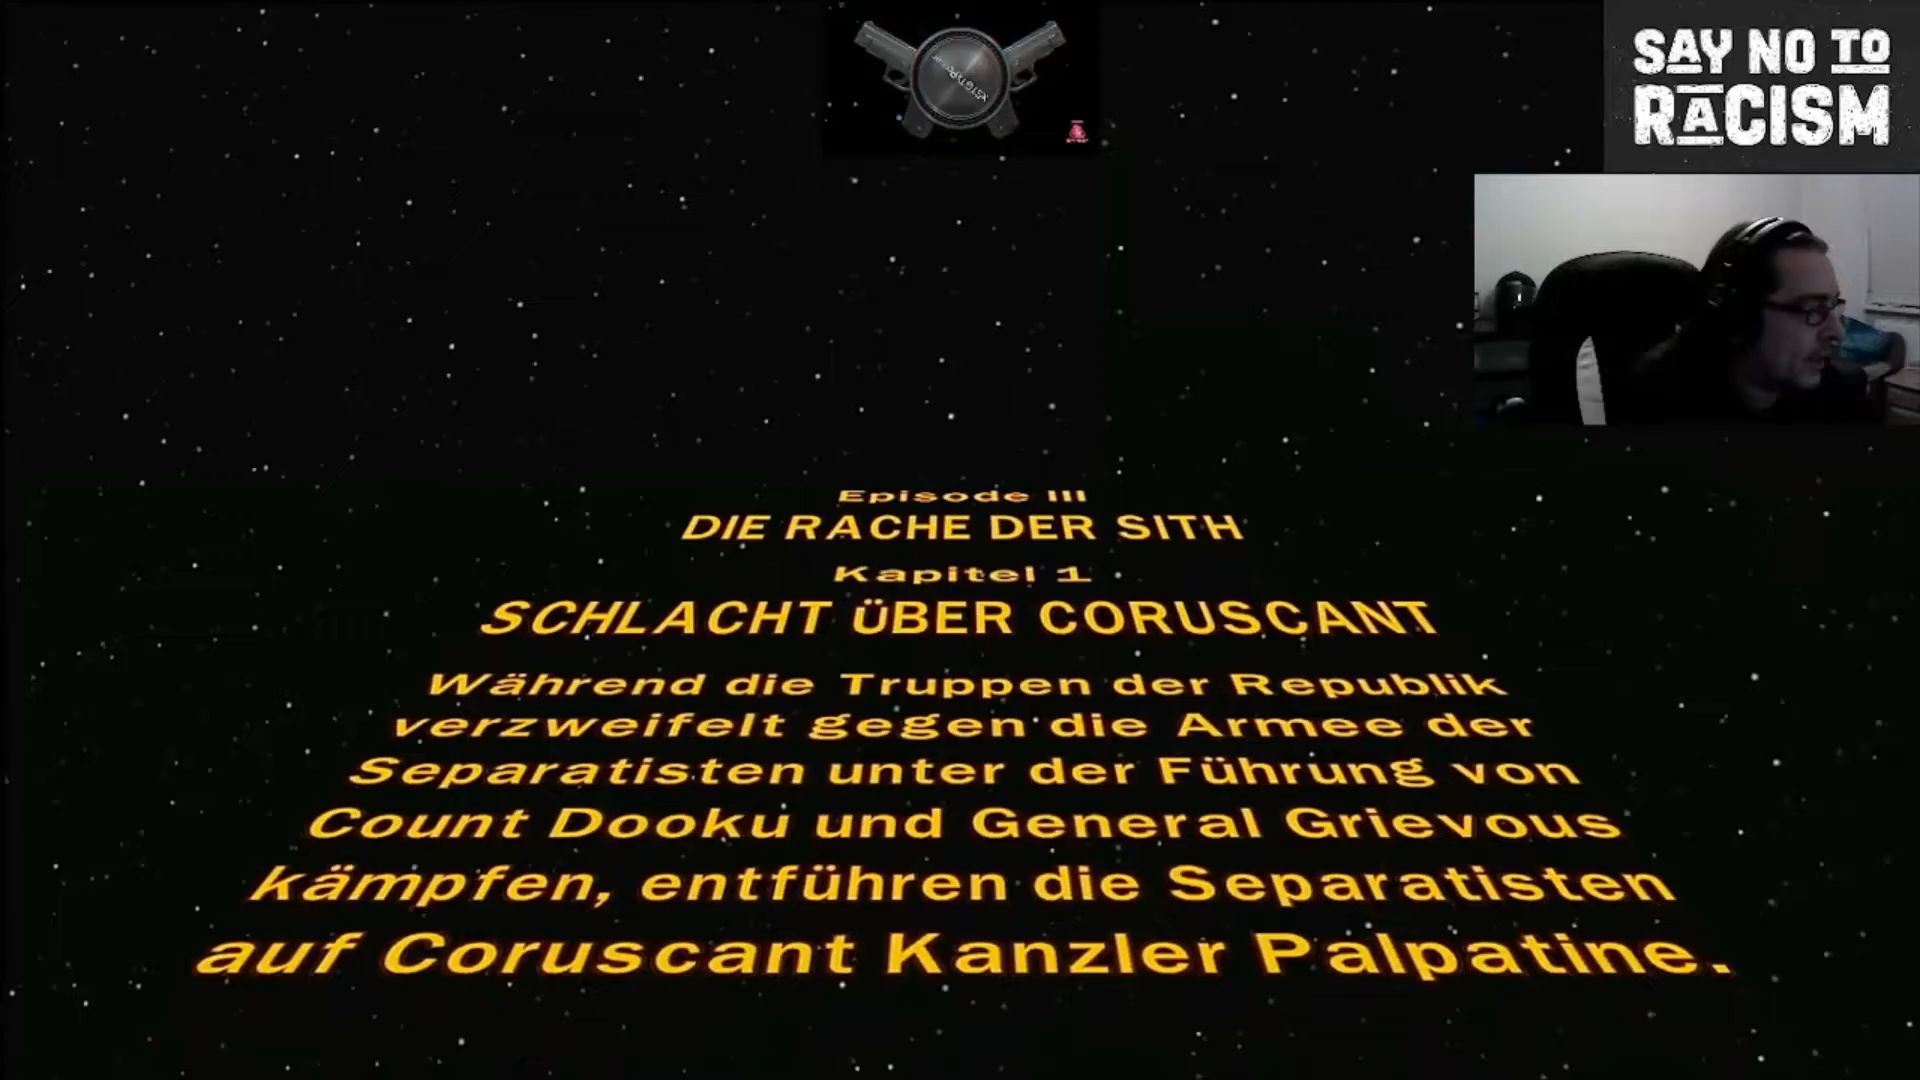 SAY NO TO
RACISM
Episode III
DIE RACHE DER SITH
Kapitel 1
SCHLACHT ÜBER CORUSCANT
Während die Truppen der Republik
verzweifelt gegen die Armee der
Separatisten unter der Führung von
Count Dooku und General Grievous
kämpfen, entführen die Separatisten
auf Coruscant Kanzler Palpatine.